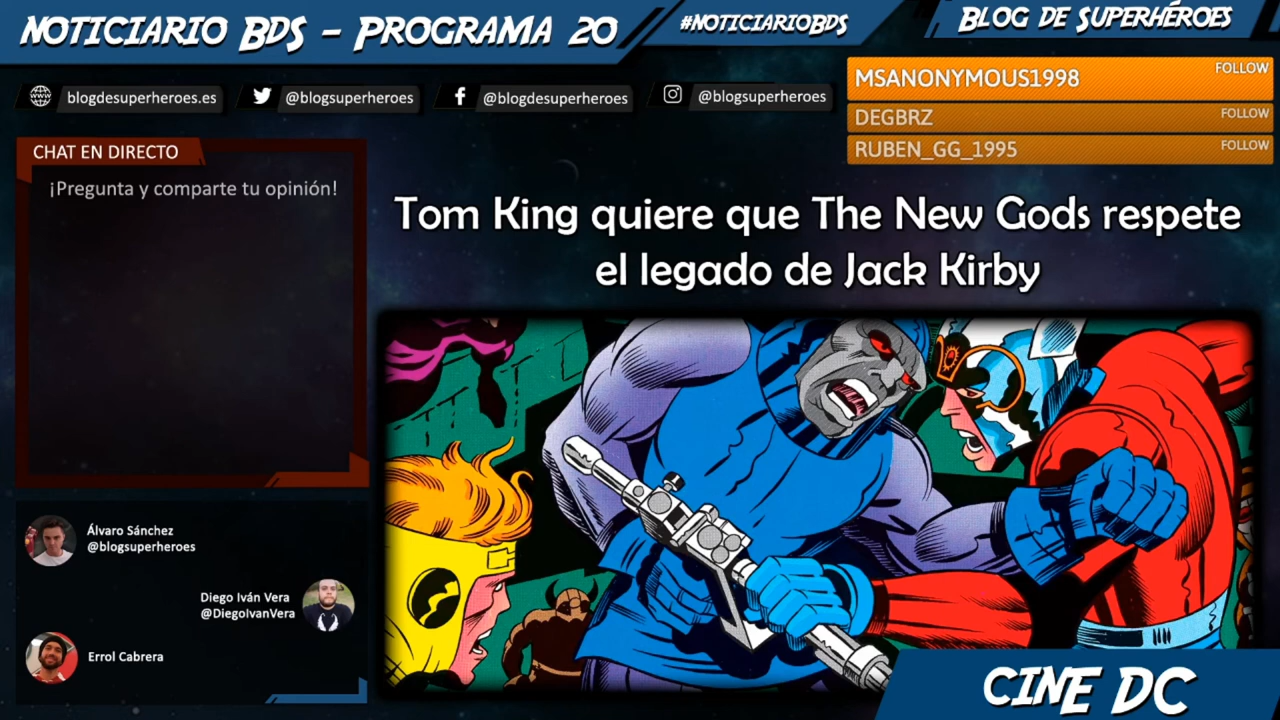 NOTICIARIO BDS - PROGRAMA 20
#NOTICIARIOBDS
BLOG DE SUPERHÉROES
blogdesuperheroes.es
@blogsuperheroes
@blogdesuperheroes
@blogsuperheroes
MSANONYMOUS1998
FOLLOW
DEGBRZ
FOLLOW
RUBEN_GG_1995
FOLLOW
CHAT EN DIRECTO
¡Pregunta y comparte tu opinión!
Tom King quiere que The New Gods respete
el legado de Jack Kirby
Álvaro Sánchez
@blogsuperheroes
Diego Iván Vera
@DiegoIvanVera
Errol Cabrera
CINE DC